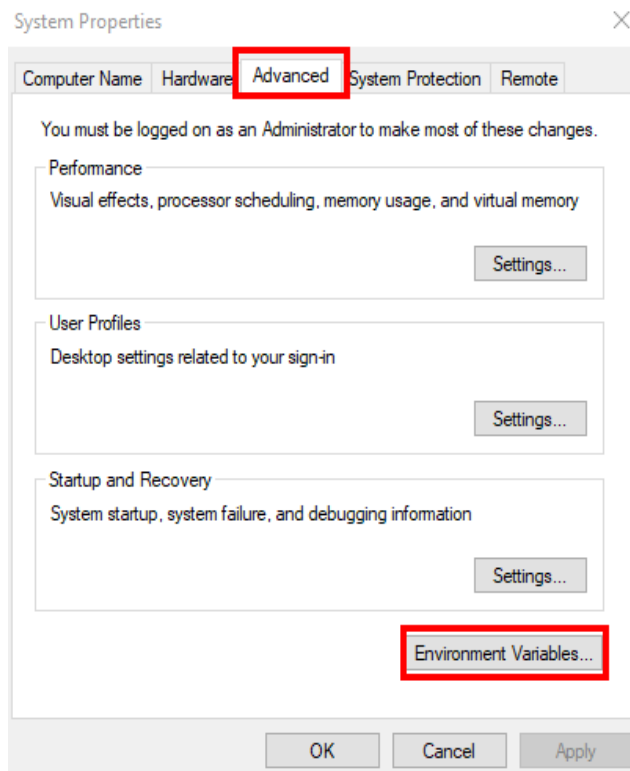 System Properties
Computer Name Hardware Advanced System Protection Remote
You must be logged on as an Administrator to make most of these changes.
Performance
Visual effects, processor scheduling, memory usage, and virtual memory
Settings...
User Profiles
Desktop settings related to your sign-in
Settings...
Startup and Recovery
System startup, system failure, and debugging information
Settings...
Environment Variables...
OK Cancel Apply